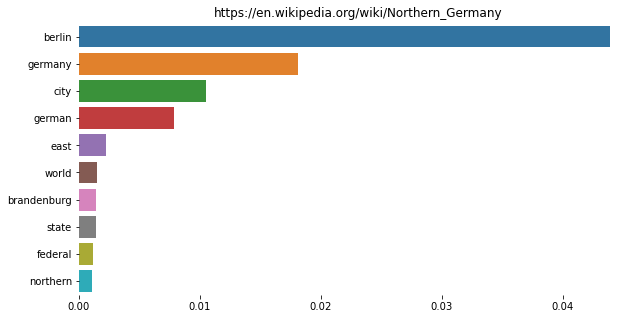 https://en.wikipedia.org/wiki/Northern_Germany
berlin
germany
city
german
east
world
brandenburg
state
federal
northern
0.00 0.01 0.02 0.03 0.04